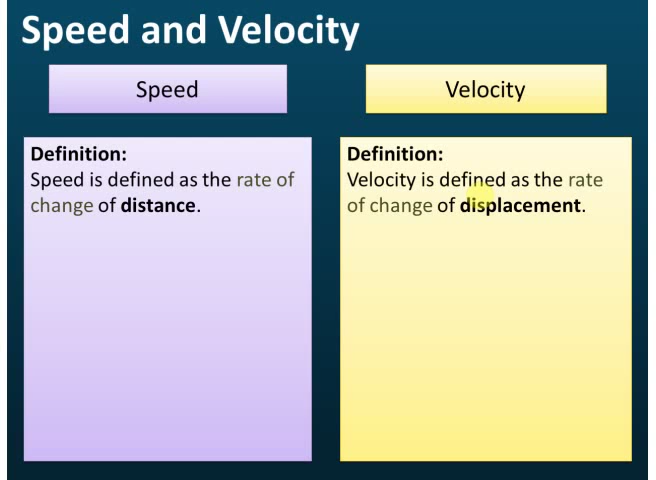 Speed and Velocity
Speed
Velocity
Definition:
Speed is defined as the rate of
change of distance.
Definition:
Velocity is defined as the rate
of change of displacement.